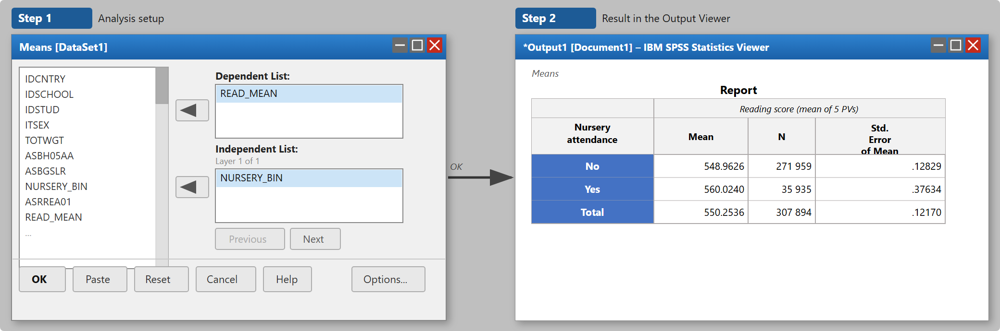 Step 1
Analysis setup
Means [DataSet1]
IDCNTRY
IDSCHOOL
IDSTUD
ITSEX
TOTWGT
ASBH05AA
ASBGSLR
NURSERY_BIN
ASRREA01
READ_MEAN
...
Dependent List:
READ_MEAN
Independent List:
Layer 1 of 1
NURSERY_BIN
Previous
Next
OK
Paste
Reset
Cancel
Help
Options...
OK
Step 2
Result in the Output Viewer
*Output1 [Document1] – IBM SPSS Statistics Viewer
Means
Report
Reading score (mean of 5 PVs)
Nursery
attendance
Mean
N
Std.
Error
of Mean
No 548.9626 271 959 .12829
Yes 560.0240 35 935 .37634
Total 550.2536 307 894 .12170